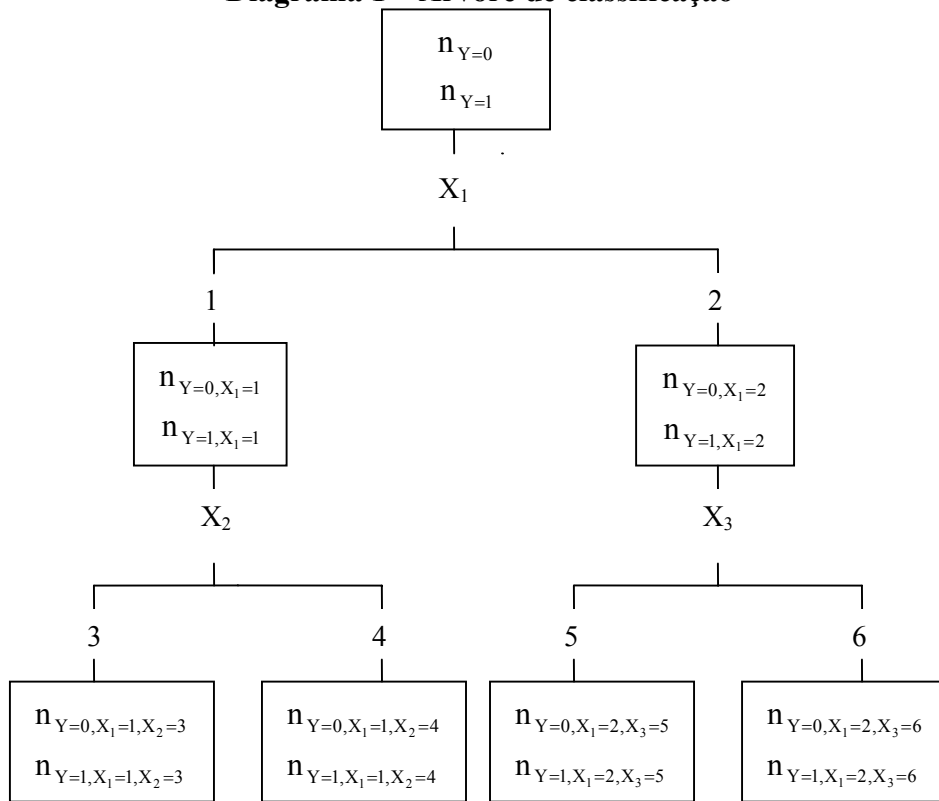 n Y=0
n Y=1
X₁
1 2
n Y=0,X₁=1
n Y=1,X₁=1
n Y=0,X₁=2
n Y=1,X₁=2
X₂ X₃
3 4 5 6
n Y=0,X₁=1,X₂=3
n Y=1,X₁=1,X₂=3
n Y=0,X₁=1,X₂=4
n Y=1,X₁=1,X₂=4
n Y=0,X₁=2,X₃=5
n Y=1,X₁=2,X₃=5
n Y=0,X₁=2,X₃=6
n Y=1,X₁=2,X₃=6